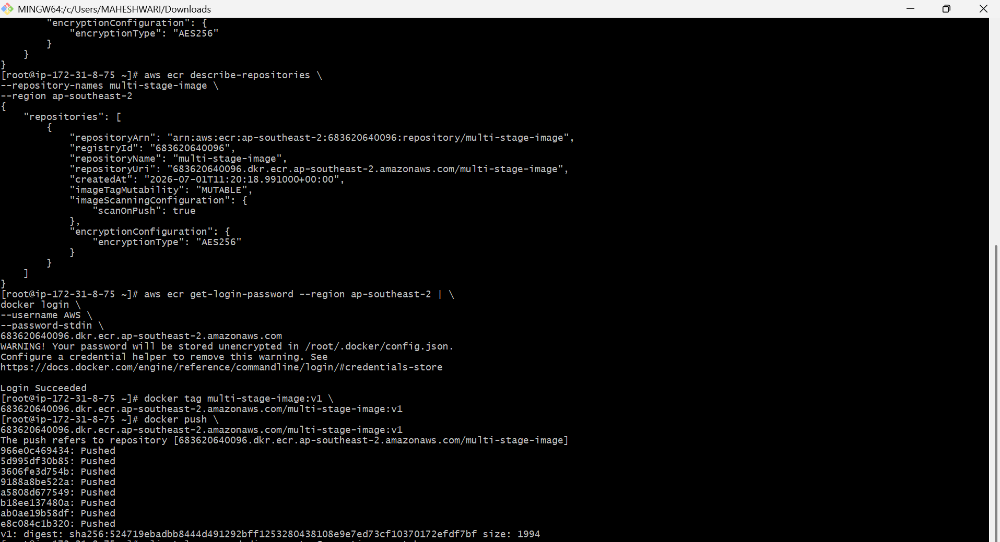 MINGW64:/c/Users/MAHESHWARI/Downloads
        "encryptionConfiguration": {
            "encryptionType": "AES256"
        }
    }
}
[root@ip-172-31-8-75 ~]# aws ecr describe-repositories \
--repository-names multi-stage-image \
--region ap-southeast-2
{
    "repositories": [
        {
            "repositoryArn": "arn:aws:ecr:ap-southeast-2:683620640096:repository/multi-stage-image",
            "registryId": "683620640096",
            "repositoryName": "multi-stage-image",
            "repositoryUri": "683620640096.dkr.ecr.ap-southeast-2.amazonaws.com/multi-stage-image",
            "createdAt": "2026-07-01T11:20:18.991000+00:00",
            "imageTagMutability": "MUTABLE",
            "imageScanningConfiguration": {
                "scanOnPush": true
            },
            "encryptionConfiguration": {
                "encryptionType": "AES256"
            }
        }
    ]
}
[root@ip-172-31-8-75 ~]# aws ecr get-login-password --region ap-southeast-2 | \
docker login \
--username AWS \
--password-stdin \
683620640096.dkr.ecr.ap-southeast-2.amazonaws.com
WARNING! Your password will be stored unencrypted in /root/.docker/config.json.
Configure a credential helper to remove this warning. See
https://docs.docker.com/engine/reference/commandline/login/#credentials-store

Login Succeeded
[root@ip-172-31-8-75 ~]# docker tag multi-stage-image:v1 \
683620640096.dkr.ecr.ap-southeast-2.amazonaws.com/multi-stage-image:v1
[root@ip-172-31-8-75 ~]# docker push \
683620640096.dkr.ecr.ap-southeast-2.amazonaws.com/multi-stage-image:v1
The push refers to repository [683620640096.dkr.ecr.ap-southeast-2.amazonaws.com/multi-stage-image]
966e0c469434: Pushed
5d995df30b85: Pushed
3606fe3d754b: Pushed
9188a8be522a: Pushed
a5808d677549: Pushed
b18ee137480a: Pushed
ab0ae19b58df: Pushed
e8c084c1b320: Pushed
v1: digest: sha256:524719ebadbb8444d491292bff1253280438108e9e7ed73cf10370172efdf7bf size: 1994